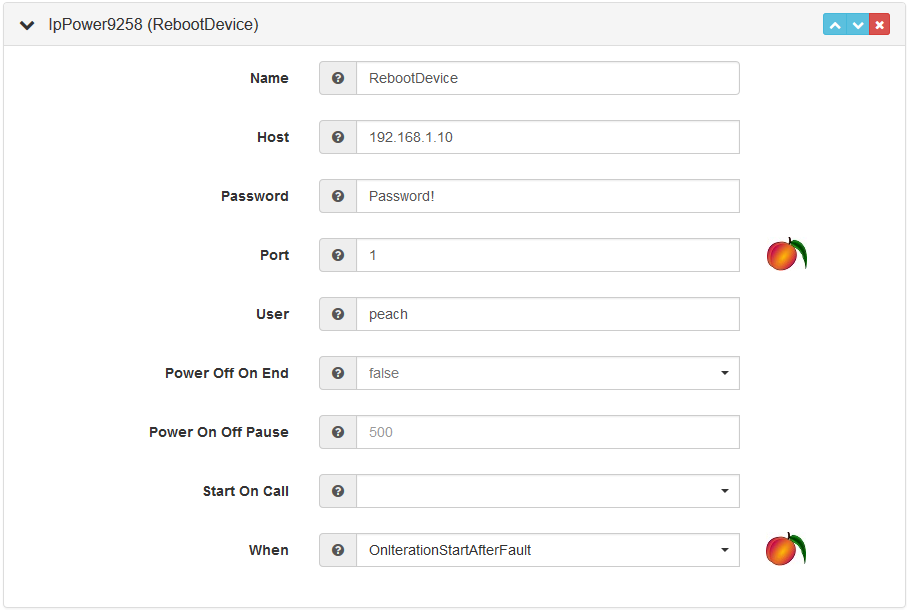 IpPower9258 (RebootDevice)
Name RebootDevice
Host 192.168.1.10
Password Password!
Port 1
User peach
Power Off On End false
Power On Off Pause 500
Start On Call
When OnIterationStartAfterFault